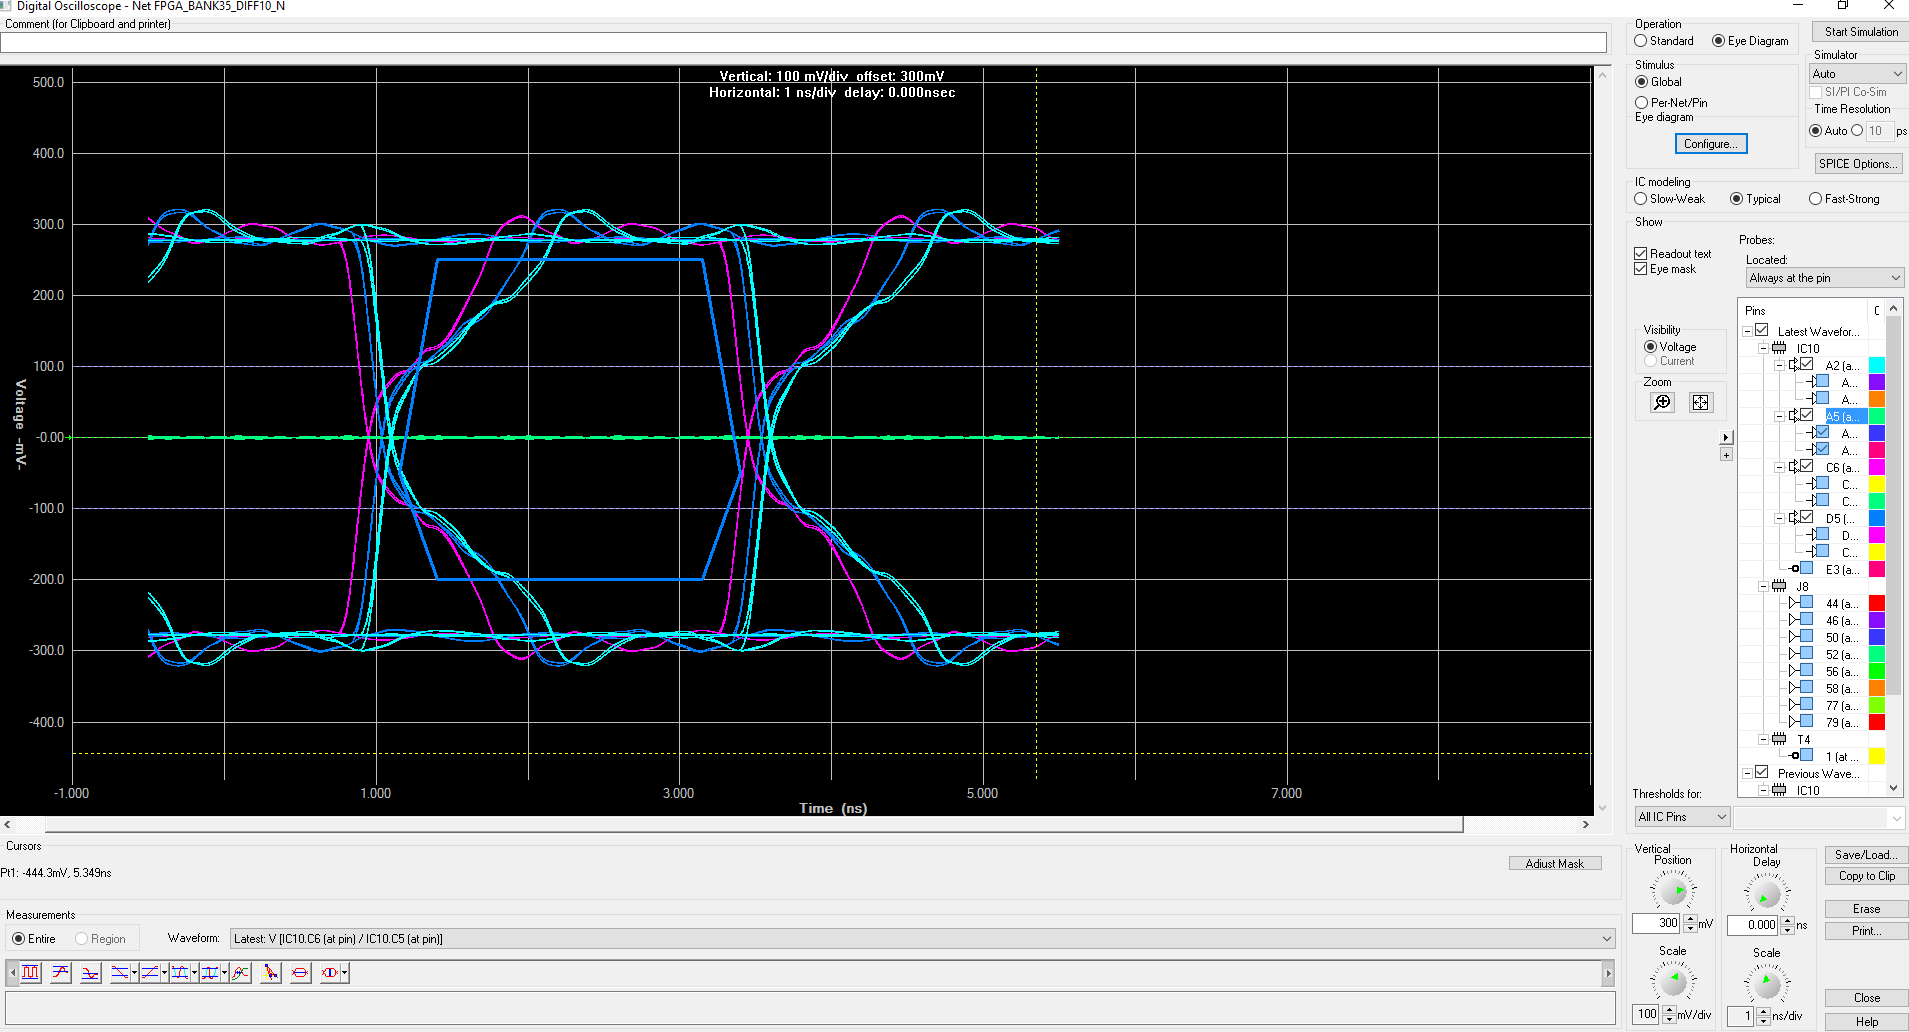 Digital Oscilloscope - Net FPGA_BANK35_DIFF10_N
Comment (for Clipboard and printer)
Vertical: 100 mV/div offset: 300mV
Horizontal: 1 ns/div delay: 0.000nsec
500.0
400.0
300.0
200.0
100.0
-0.00
-100.0
-200.0
-300.0
-400.0
Voltage -mV-
-1.000
1.000
3.000
5.000
7.000
Time (ns)
Operation
Standard
Eye Diagram
Start Simulation
Stimulus
Global
Per-Net/Pin
Simulator
Auto
SI/PI Co-Sim
Time Resolution
Auto
10
ps
Eye diagram
Configure...
SPICE Options...
IC modeling
Slow-Weak
Typical
Fast-Strong
Show
Readout text
Eye mask
Probes:
Located:
Always at the pin
Visibility
Voltage
Current
Zoom
Pins
Latest Wavefor...
IC10
A2 (a...
A...
A...
A5 (a...
A...
A...
C6 (a...
C...
C...
D5 (...
D...
C...
E3 (a...
J8
44 (a...
46 (a...
50 (a...
52 (a...
56 (a...
58 (a...
77 (a...
79 (a...
T4
1 (at ...
Previous Wave...
IC10
Thresholds for:
All IC Pins
Cursors
Pt1: -444.3mV, 5.349ns
Adjust Mask
Measurements
Entire
Region
Waveform:
Latest: V [IC10.C6 (at pin) / IC10.C5 (at pin)]
Vertical
Position
300
mV
Scale
100
mV/div
Horizontal
Delay
0.000
ns
Scale
1
ns/div
Save/Load...
Copy to Clip
Erase
Print...
Close
Help